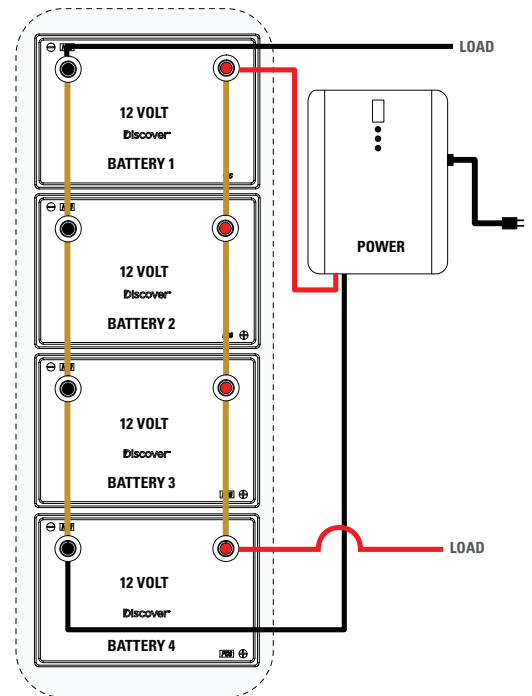 LOAD
12 VOLT
Discover
BATTERY 1
POWER
12 VOLT
Discover
BATTERY 2
12 VOLT
Discover
BATTERY 3
LOAD
12 VOLT
Discover
BATTERY 4